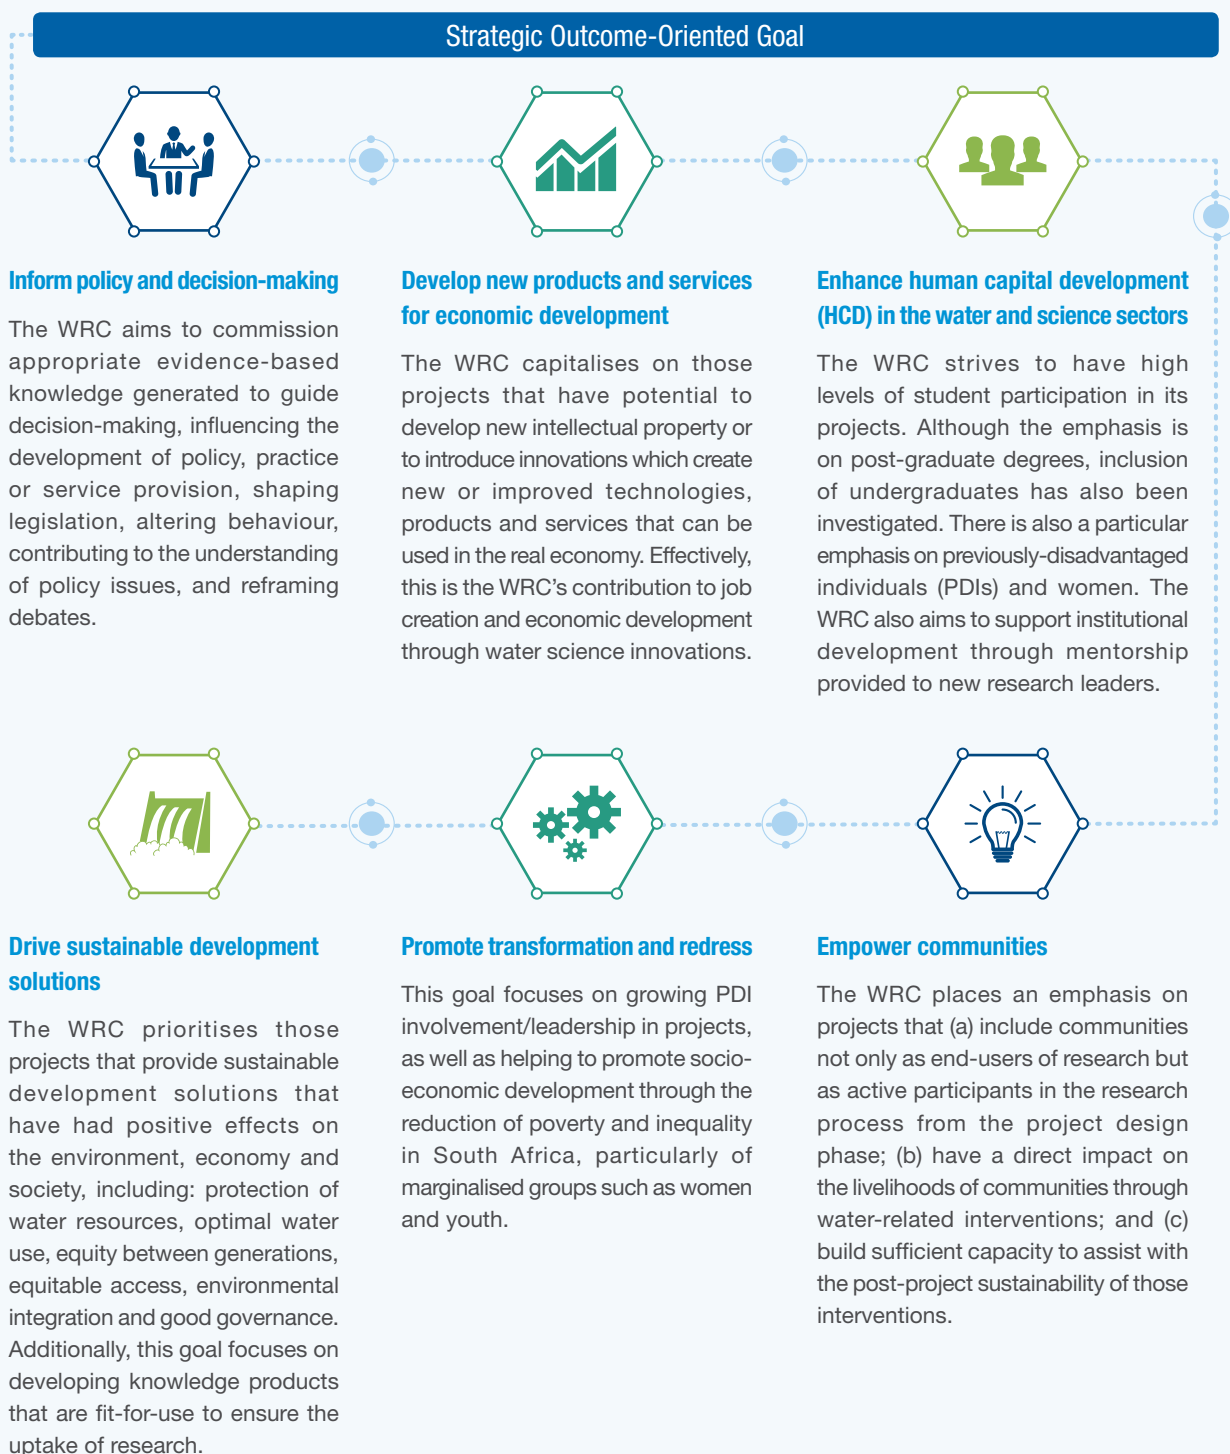 Strategic Outcome-Oriented Goal
Inform policy and decision-making
The WRC aims to commission
appropriate evidence-based
knowledge generated to guide
decision-making, influencing the
development of policy, practice
or service provision, shaping
legislation, altering behaviour,
contributing to the understanding
of policy issues, and reframing
debates.
Develop new products and services
for economic development
The WRC capitalises on those
projects that have potential to
develop new intellectual property or
to introduce innovations which create
new or improved technologies,
products and services that can be
used in the real economy. Effectively,
this is the WRC’s contribution to job
creation and economic development
through water science innovations.
Enhance human capital development
(HCD) in the water and science sectors
The WRC strives to have high
levels of student participation in its
projects. Although the emphasis is
on post-graduate degrees, inclusion
of undergraduates has also been
investigated. There is also a particular
emphasis on previously-disadvantaged
individuals (PDIs) and women. The
WRC also aims to support institutional
development through mentorship
provided to new research leaders.
Drive sustainable development
solutions
The WRC prioritises those
projects that provide sustainable
development solutions that
have had positive effects on
the environment, economy and
society, including: protection of
water resources, optimal water
use, equity between generations,
equitable access, environmental
integration and good governance.
Additionally, this goal focuses on
developing knowledge products
that are fit-for-use to ensure the
uptake of research.
Promote transformation and redress
This goal focuses on growing PDI
involvement/leadership in projects,
as well as helping to promote socio-
economic development through the
reduction of poverty and inequality
in South Africa, particularly of
marginalised groups such as women
and youth.
Empower communities
The WRC places an emphasis on
projects that (a) include communities
not only as end-users of research but
as active participants in the research
process from the project design
phase; (b) have a direct impact on
the livelihoods of communities through
water-related interventions; and (c)
build sufficient capacity to assist with
the post-project sustainability of those
interventions.